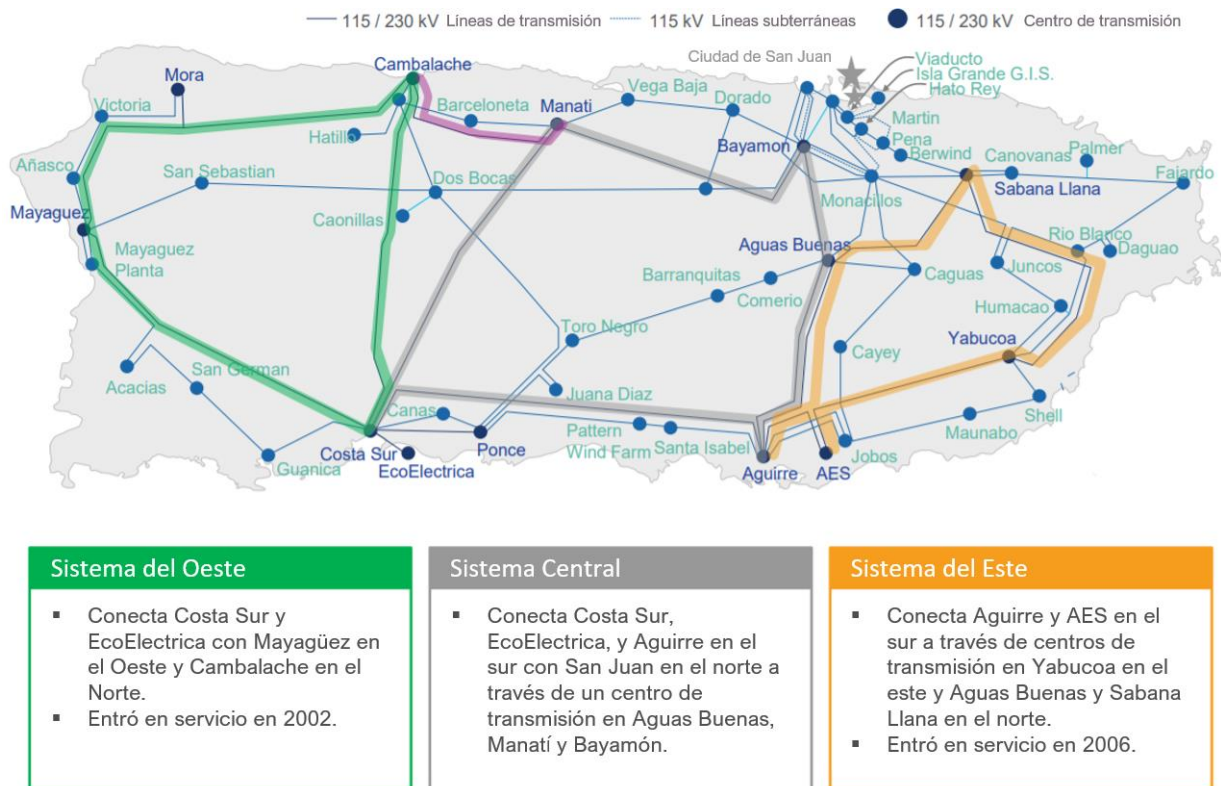 115 / 230 kV Líneas de transmisión
115 kV Líneas subterráneas
115 / 230 kV Centro de transmisión
Ciudad de San Juan
Viaducto
Isla Grande G.I.S.
Hato Rey
Cambalache
Mora
Victoria
Hatillo
Barceloneta
Manati
Vega Baja
Dorado
Bayamon
Martin
Pena
Berwind
Canovanas
Palmer
Fajardo
Añasco
San Sebastian
Dos Bocas
Monacillos
Sabana Llana
Mayaguez
Caonillas
Mayaguez
Planta
Aguas Buenas
Rio Blanco
Daguao
Barranquitas
Comerio
Caguas
Juncos
Humacao
Toro Negro
Yabucoa
Cayey
Acacias
San German
Juana Diaz
Canas
Shell
Maunabo
Guanica
Costa Sur
EcoElectrica
Ponce
Pattern
Wind Farm
Santa Isabel
Aguirre
AES
Jobos
Sistema del Oeste
▪ Conecta Costa Sur y
EcoElectrica con Mayagüez en
el Oeste y Cambalache en el
Norte.
▪ Entró en servicio en 2002.
Sistema Central
▪ Conecta Costa Sur,
EcoElectrica, y Aguirre en el
sur con San Juan en el norte a
través de un centro de
transmisión en Aguas Buenas,
Manatí y Bayamón.
Sistema del Este
▪ Conecta Aguirre y AES en el
sur a través de centros de
transmisión en Yabucoa en el
este y Aguas Buenas y Sabana
Llana en el norte.
▪ Entró en servicio en 2006.